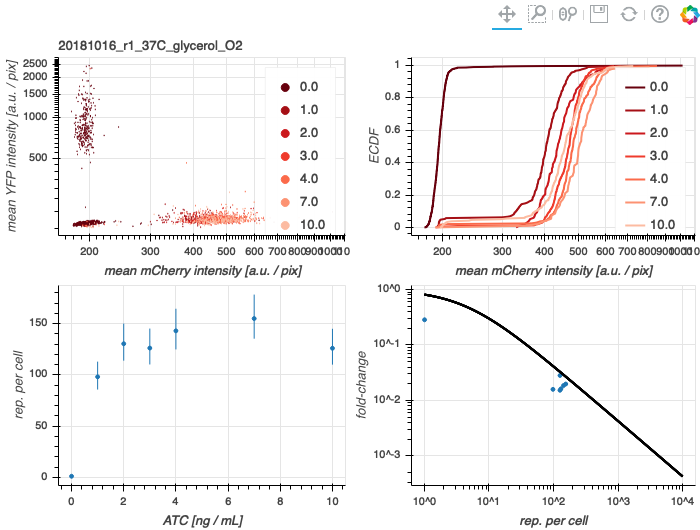 20181016_r1_37C_glycerol_O2
mean YFP intensity [a.u. / pix]
2500
2000
1500
1000
500
200 300 400 500 600 700 800 900
mean mCherry intensity [a.u. / pix]
0.0
1.0
2.0
3.0
4.0
7.0
10.0
ECDF
1
0.8
0.6
0.4
0.2
0
200 300 400 500 600 700 800 900
mean mCherry intensity [a.u. / pix]
0.0
1.0
2.0
3.0
4.0
7.0
10.0
rep. per cell
150
100
50
0
0 2 4 6 8 10
ATC [ng / mL]
fold-change
10^0
10^-1
10^-2
10^-3
10^0 10^1 10^2 10^3 10^4
rep. per cell